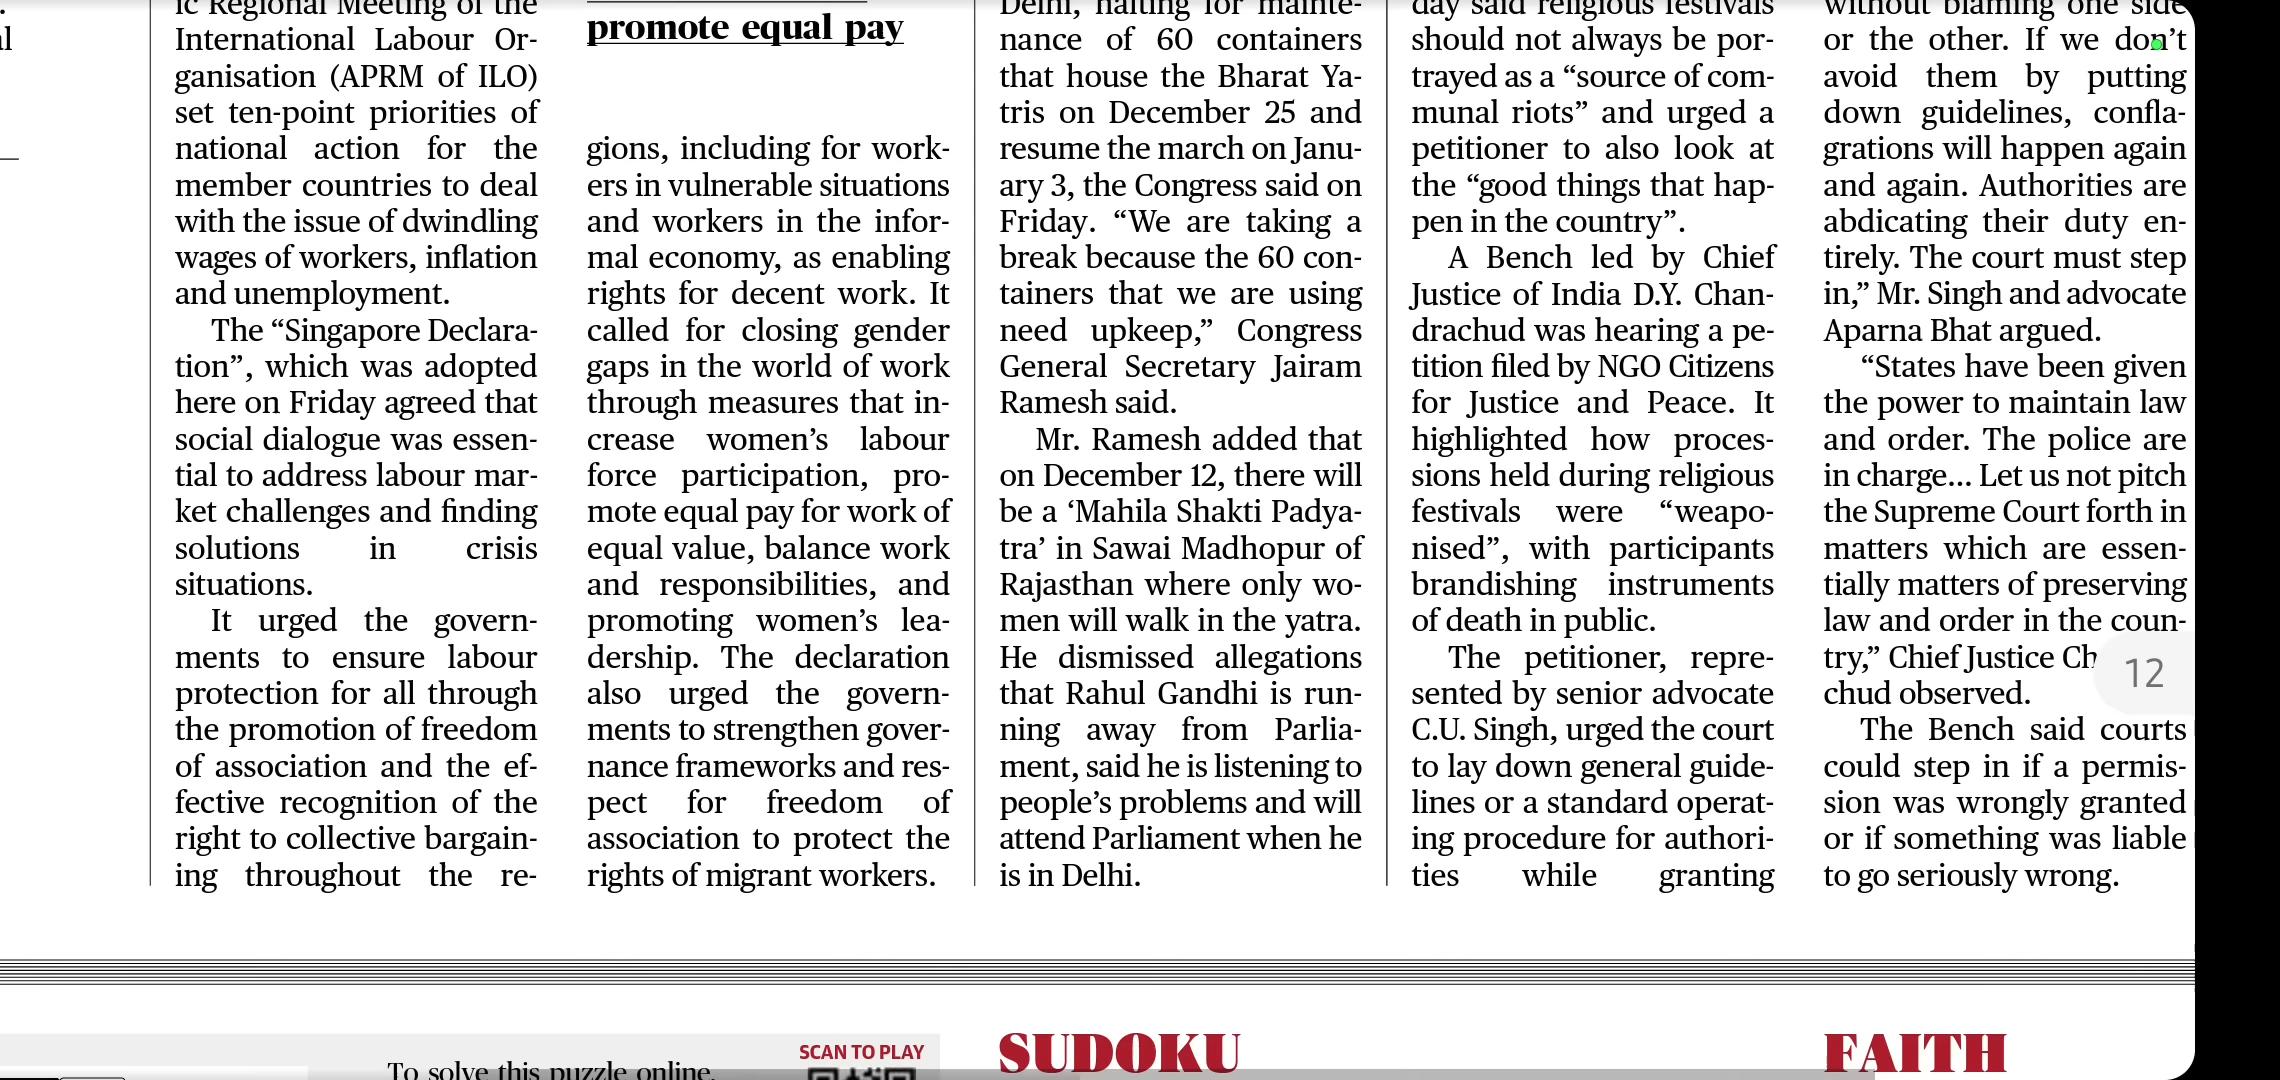 al
ic Regional Meeting of the
International Labour Or-
ganisation (APRM of ILO)
set ten-point priorities of
national action for the
member countries to deal
with the issue of dwindling
wages of workers, inflation
and unemployment.
The “Singapore Declara-
tion”, which was adopted
here on Friday agreed that
social dialogue was essen-
tial to address labour mar-
ket challenges and finding
solutions in crisis
situations.
It urged the govern-
ments to ensure labour
protection for all through
the promotion of freedom
of association and the ef-
fective recognition of the
right to collective bargain-
ing throughout the re-
promote equal pay
gions, including for work-
ers in vulnerable situations
and workers in the infor-
mal economy, as enabling
rights for decent work. It
called for closing gender
gaps in the world of work
through measures that in-
crease women’s labour
force participation, pro-
mote equal pay for work of
equal value, balance work
and responsibilities, and
promoting women’s lea-
dership. The declaration
also urged the govern-
ments to strengthen gover-
nance frameworks and res-
pect for freedom of
association to protect the
rights of migrant workers.
Delhi, halting for mainte-
nance of 60 containers
that house the Bharat Ya-
tris on December 25 and
resume the march on Janu-
ary 3, the Congress said on
Friday. “We are taking a
break because the 60 con-
tainers that we are using
need upkeep,” Congress
General Secretary Jairam
Ramesh said.
Mr. Ramesh added that
on December 12, there will
be a ‘Mahila Shakti Padya-
tra’ in Sawai Madhopur of
Rajasthan where only wo-
men will walk in the yatra.
He dismissed allegations
that Rahul Gandhi is run-
ning away from Parlia-
ment, said he is listening to
people’s problems and will
attend Parliament when he
is in Delhi.
day said religious festivals
should not always be por-
trayed as a “source of com-
munal riots” and urged a
petitioner to also look at
the “good things that hap-
pen in the country”.
A Bench led by Chief
Justice of India D.Y. Chan-
drachud was hearing a pe-
tition filed by NGO Citizens
for Justice and Peace. It
highlighted how proces-
sions held during religious
festivals were “weapo-
nised”, with participants
brandishing instruments
of death in public.
The petitioner, repre-
sented by senior advocate
C.U. Singh, urged the court
to lay down general guide-
lines or a standard operat-
ing procedure for authori-
ties while granting
without blaming one side
or the other. If we don’t
avoid them by putting
down guidelines, confla-
grations will happen again
and again. Authorities are
abdicating their duty en-
tirely. The court must step
in,” Mr. Singh and advocate
Aparna Bhat argued.
“States have been given
the power to maintain law
and order. The police are
in charge... Let us not pitch
the Supreme Court forth in
matters which are essen-
tially matters of preserving
law and order in the coun-
try,” Chief Justice Ch
chud observed.
The Bench said courts
could step in if a permis-
sion was wrongly granted
or if something was liable
to go seriously wrong.
12
To solve this puzzle online,
SCAN TO PLAY
SUDOKU
FAITH